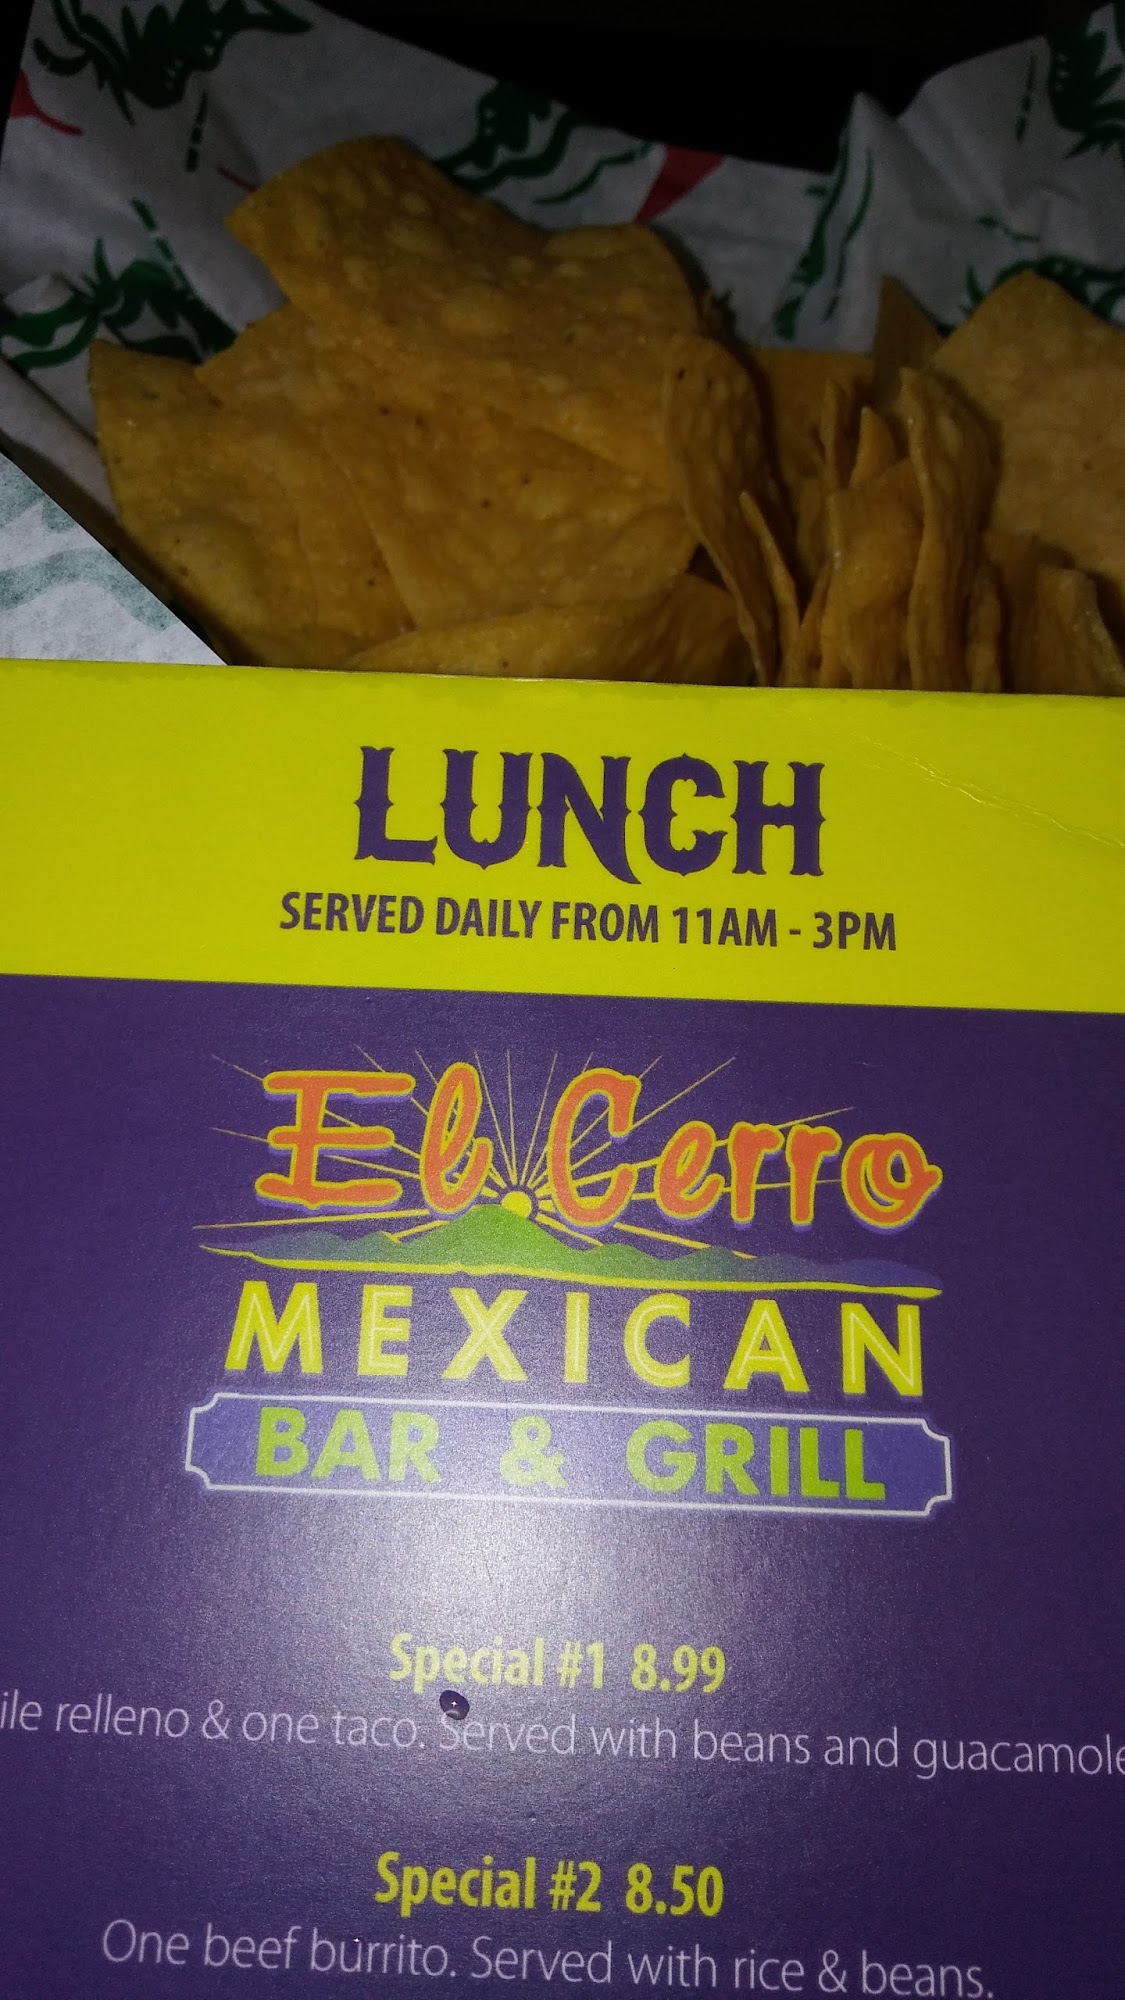 LUNCH
SERVED DAILY FROM 11AM - 3PM
El Cerro
MEXICAN
BAR & GRILL
Special #1 8.99
ile relleno & one taco. Served with beans and guacamole
Special #2 8.50
One beef burrito. Served with rice & beans.